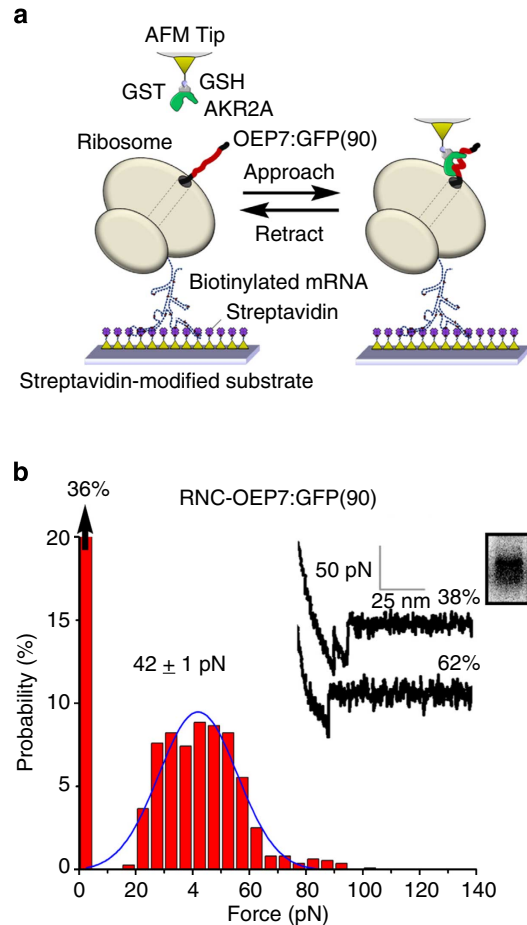 a
AFM Tip
GST
GSH
AKR2A
Ribosome
OEP7:GFP(90)
Approach
Retract
Biotinylated mRNA
Streptavidin
Streptavidin-modified substrate
b
36%
RNC-OEP7:GFP(90)
50 pN
25 nm
38%
62%
42 ± 1 pN
Probability (%)
20
15
10
5
0
0 20 4 60 80 100 120 140
Force (pN)